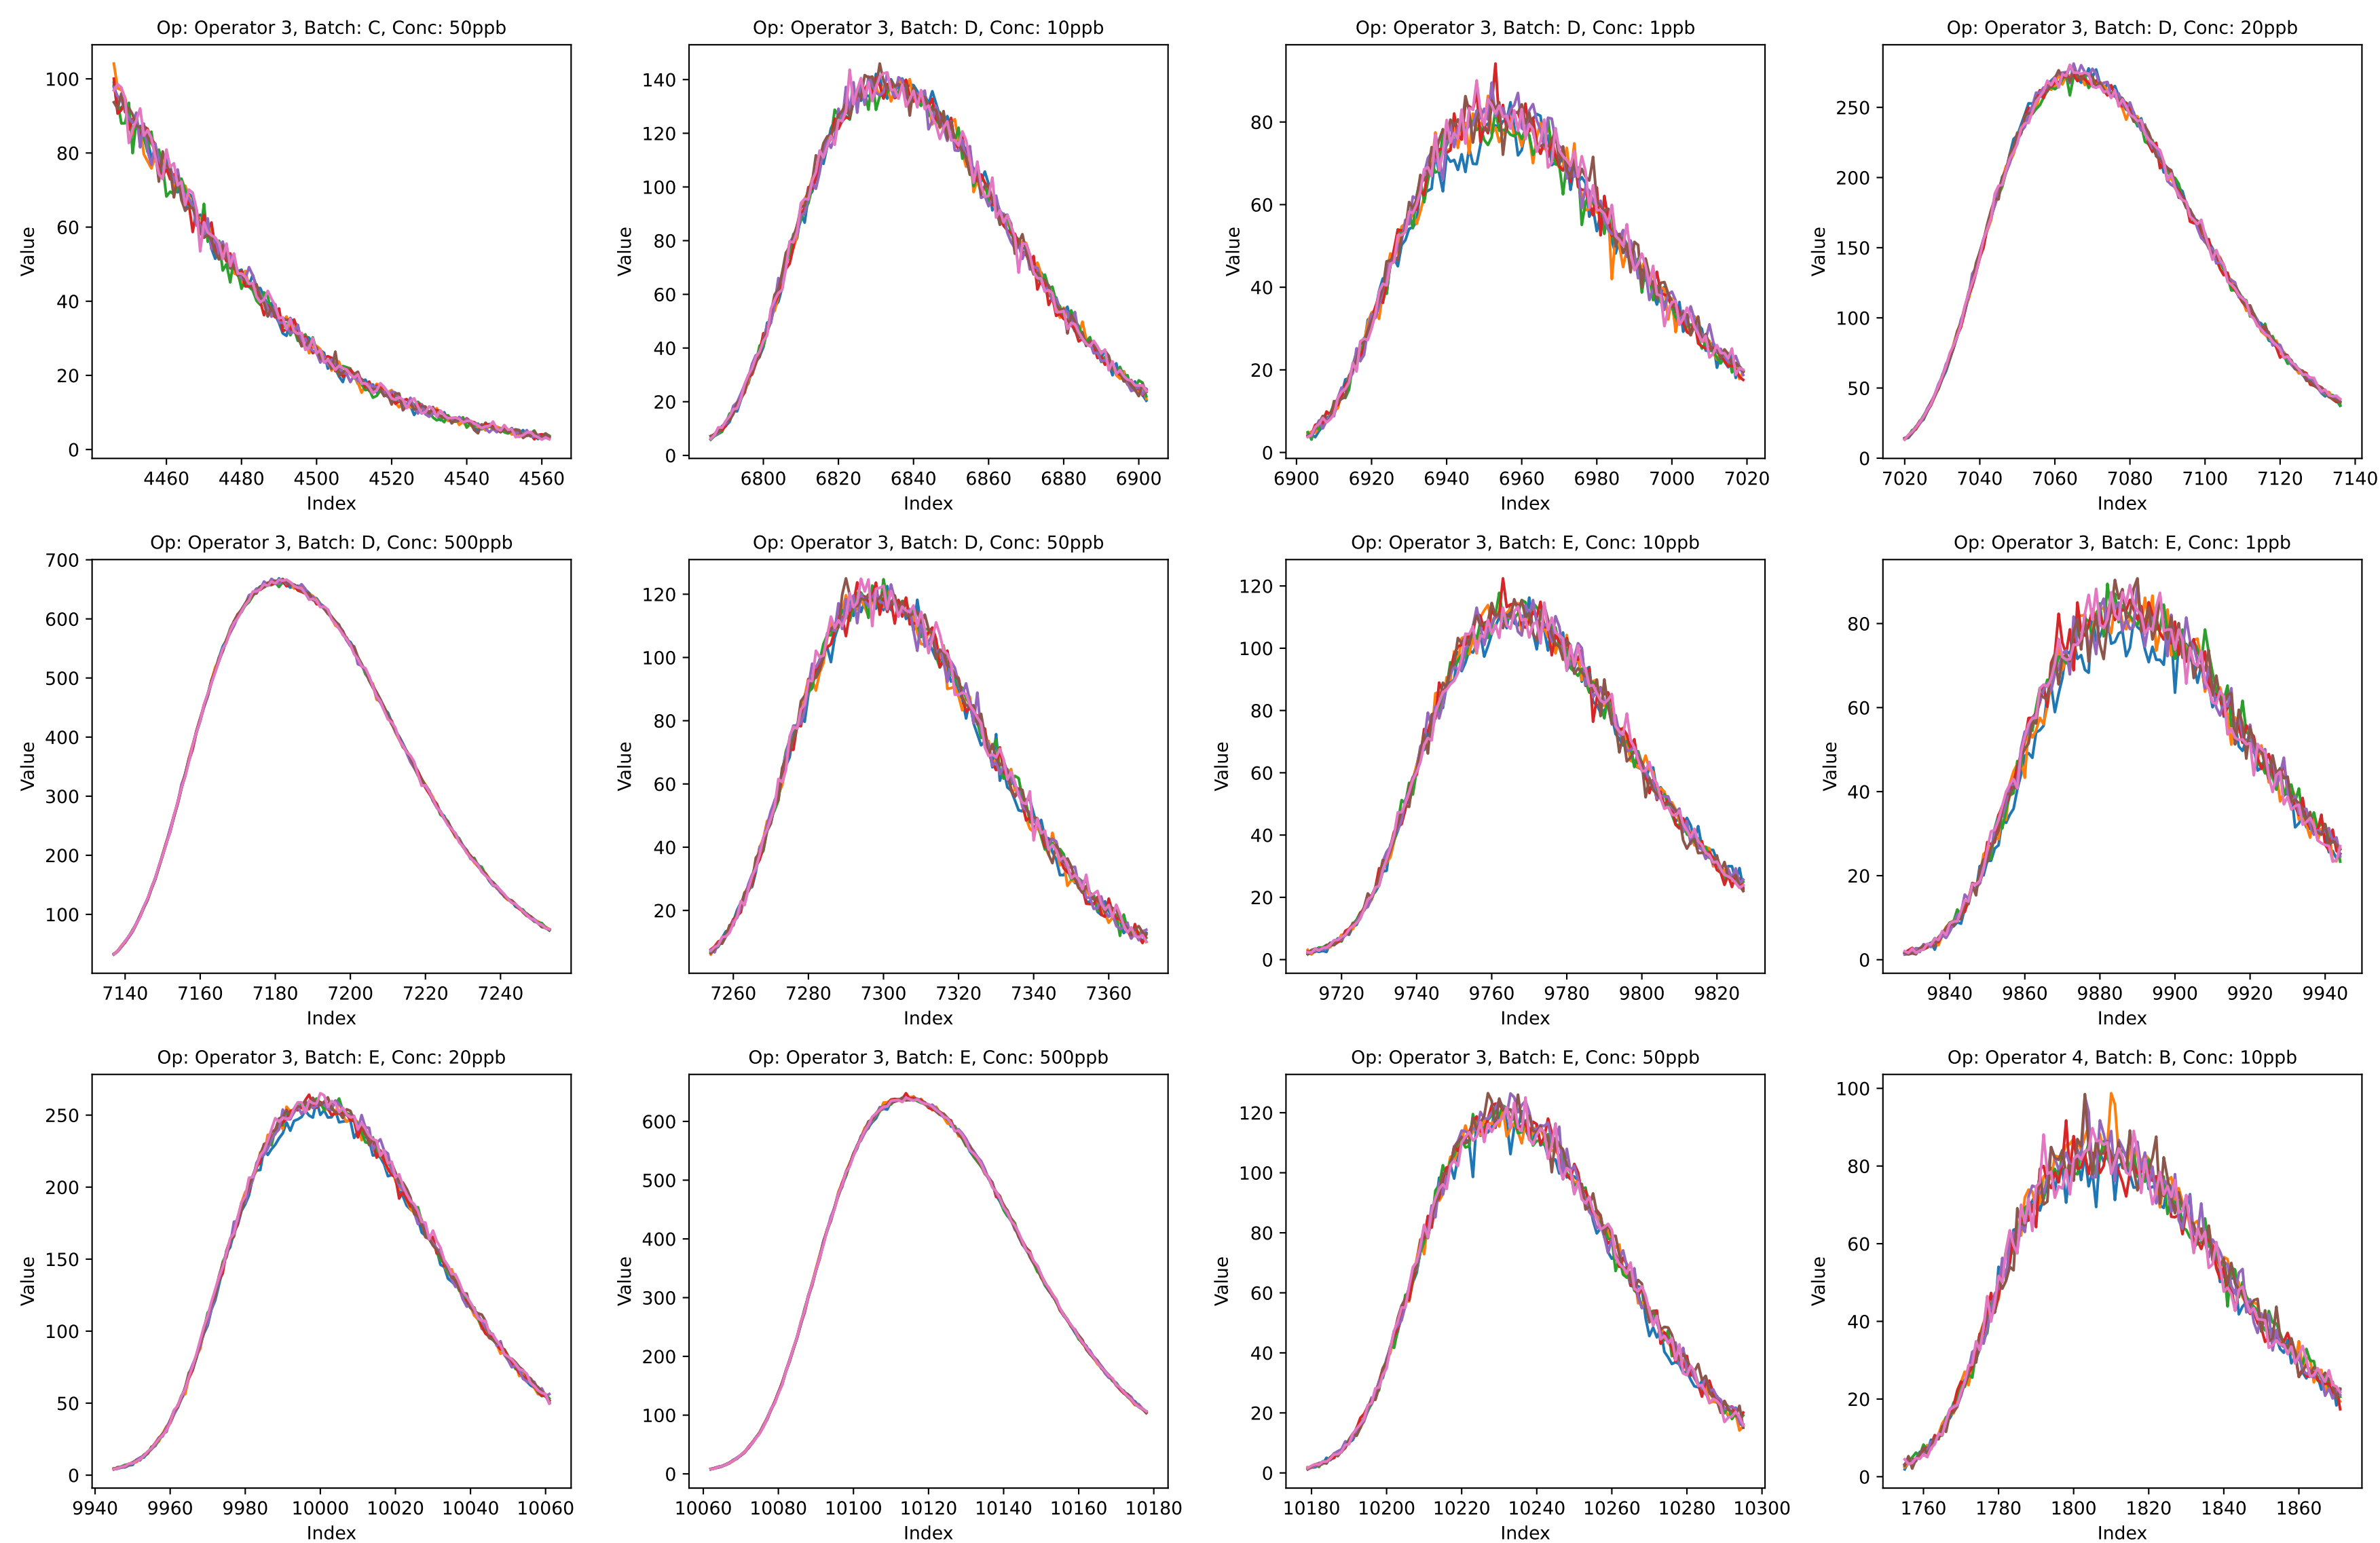 Op: Operator 3, Batch: C, Conc: 50ppb
Value
100
80
60
40
20
0
4460 4480 4500 4520 4540 4560
Index
Op: Operator 3, Batch: D, Conc: 10ppb
Value
140
120
100
80
60
40
20
0
6800 6820 6840 6860 6880 6900
Index
Op: Operator 3, Batch: D, Conc: 1ppb
Value
80
60
40
20
0
6900 6920 6940 6960 6980 7000 7020
Index
Op: Operator 3, Batch: D, Conc: 20ppb
Value
250
200
150
100
50
0
7020 7040 7060 7080 7100 7120 7140
Index
Op: Operator 3, Batch: D, Conc: 500ppb
Value
700
600
500
400
300
200
100
7140 7160 7180 7200 7220 7240
Index
Op: Operator 3, Batch: D, Conc: 50ppb
Value
120
100
80
60
40
20
7260 7280 7300 7320 7340 7360
Index
Op: Operator 3, Batch: E, Conc: 10ppb
Value
120
100
80
60
40
20
0
9720 9740 9760 9780 9800 9820
Index
Op: Operator 3, Batch: E, Conc: 1ppb
Value
80
60
40
20
0
9840 9860 9880 9900 9920 9940
Index
Op: Operator 3, Batch: E, Conc: 20ppb
Value
250
200
150
100
50
0
9940 9960 9980 10000 10020 10040 10060
Index
Op: Operator 3, Batch: E, Conc: 500ppb
Value
600
500
400
300
200
100
0
10060 10080 10100 10120 10140 10160 10180
Index
Op: Operator 3, Batch: E, Conc: 50ppb
Value
120
100
80
60
40
20
0
10180 10200 10220 10240 10260 10280 10300
Index
Op: Operator 4, Batch: B, Conc: 10ppb
Value
100
80
60
40
20
0
1760 1780 1800 1820 1840 1860
Index